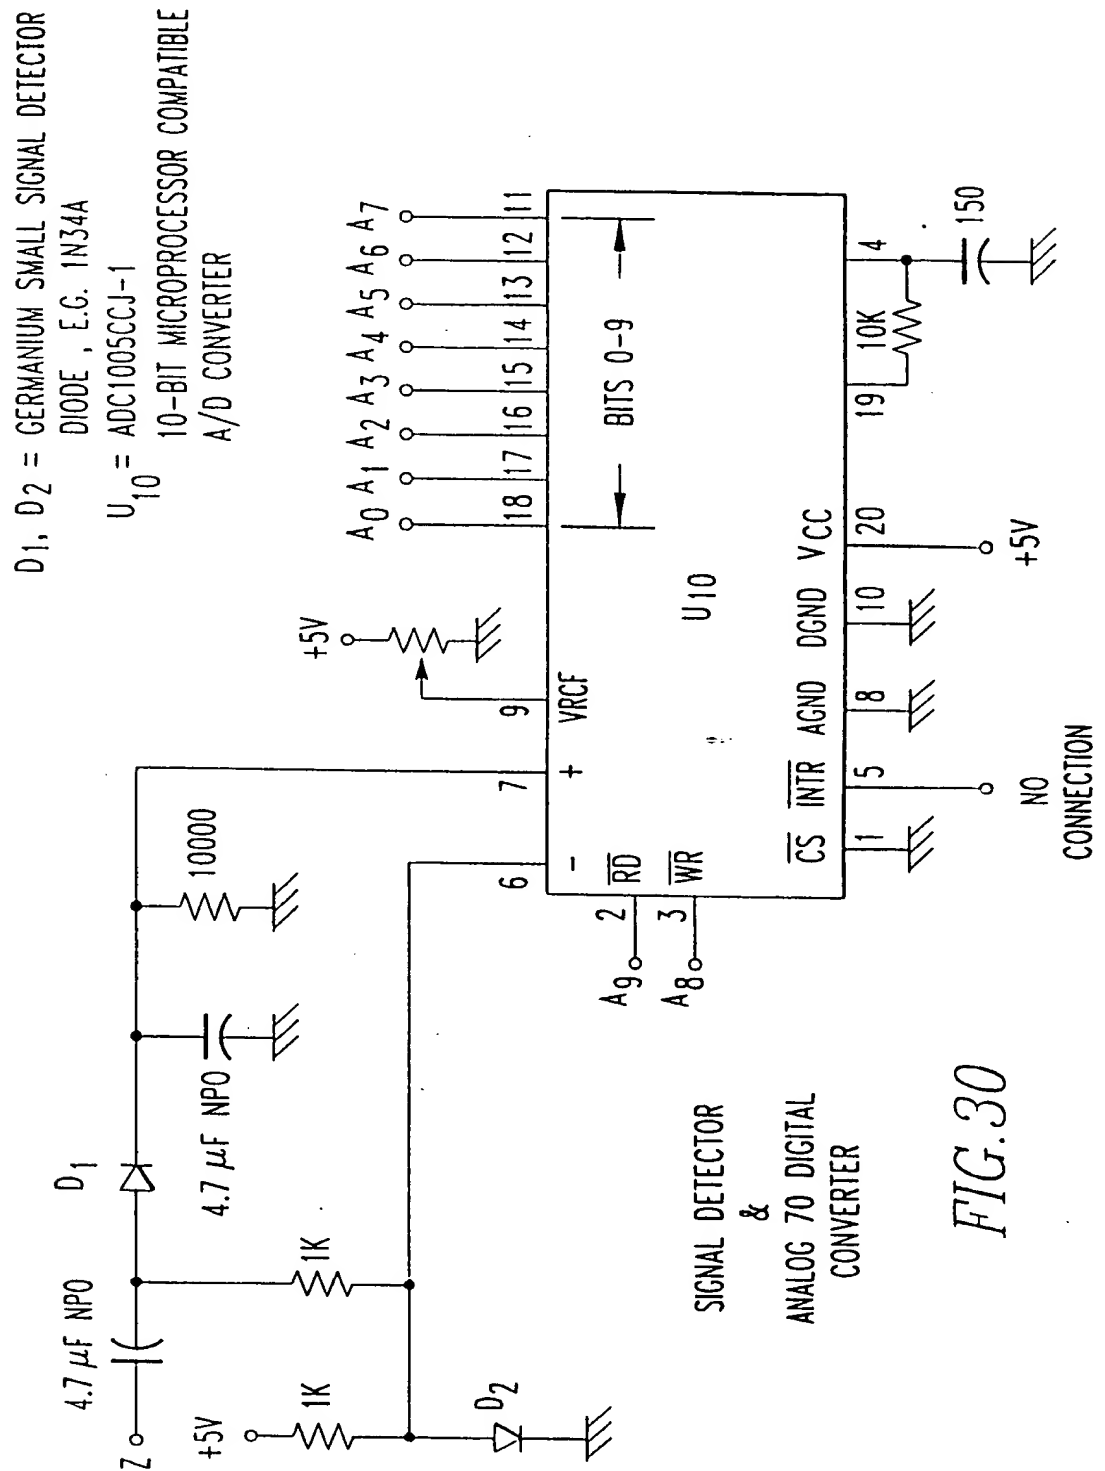 D1, D2 = GERMANIUM SMALL SIGNAL DETECTOR
DIODE , E.G. 1N34A
U10 = ADC1005CCJ-1
10-BIT MICROPROCESSOR COMPATIBLE
A/D CONVERTER
Z
4.7 µF NPO
D1
4.7 µF NPO
10000
+5V
1K
1K
D2
+5V
A0 A1 A2 A3 A4 A5 A6 A7
6 7 9 18 17 16 15 14 13 12 11
- + VRCF
BITS 0-9
A9 2 RD
A8 3 WR
U10
CS INTR AGND DGND VCC
1 5 8 10 20 19 4
10K
150
NO
CONNECTION
+5V
SIGNAL DETECTOR
&
ANALOG 70 DIGITAL
CONVERTER
FIG.30